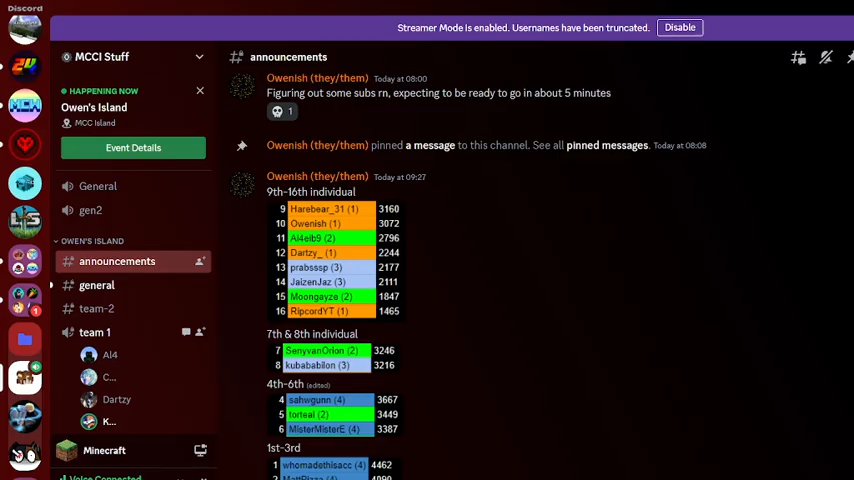 Discord
Streamer Mode is enabled. Usernames have been truncated. Disable
MCCI Stuff
# announcements
HAPPENING NOW
Owen's Island
MCC Island
Event Details
General
gen2
OWEN'S ISLAND
announcements
general
team-2
team 1
Al4
C...
Dartzy
K...
Minecraft
Voice Connected
Owenish (they/them) Today at 08:00
Figuring out some subs rn, expecting to be ready to go in about 5 minutes
1
Owenish (they/them) pinned a message to this channel. See all pinned messages. Today at 08:08
Owenish (they/them) Today at 09:27
9th-16th individual
9 Harebear_31 (1) 3160
10 Owenish (1) 3072
11 Al4eib9 (2) 2796
12 Dartzy_ (1) 2244
13 prabsssp (3) 2177
14 JaizenJaz (3) 2111
15 Moongayze (2) 1847
16 RipcordYT (1) 1465
7th & 8th individual
7 SenyvanOrion (2) 3246
8 kubababilon (3) 3216
4th-6th (edited)
4 sahwgunn (4) 3667
5 torteal (2) 3449
6 MisterMisterE (4) 3387
1st-3rd
1 whomadethisacc (4) 4462